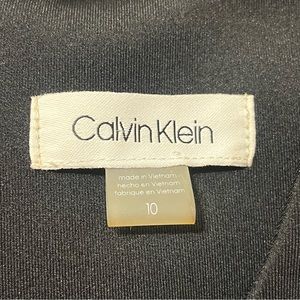 Calvin Klein
made in Vietnam
hecho en Vietnam
fabriqué en Vietnam
10